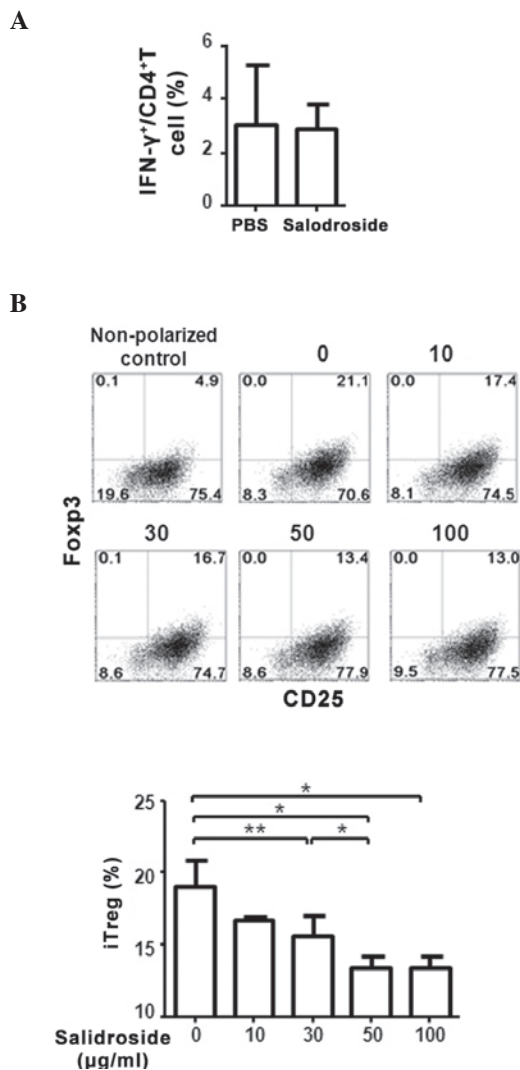 A
IFN-γ⁺/CD4⁺T
cell (%)
6
4
2
0
PBS Salodroside
B
Non-polarized
control
0
10
0.1 4.9
19.6 75.4
0.0 21.1
8.3 70.6
0.0 17.4
8.1 74.5
Foxp3
30
50
100
0.1 16.7
8.6 74.7
0.0 13.4
8.6 77.9
0.0 13.0
9.5 77.5
CD25
iTreg (%)
25
20
15
10
*
*
** *
Salidroside
(μg/ml)
0 10 30 50 100